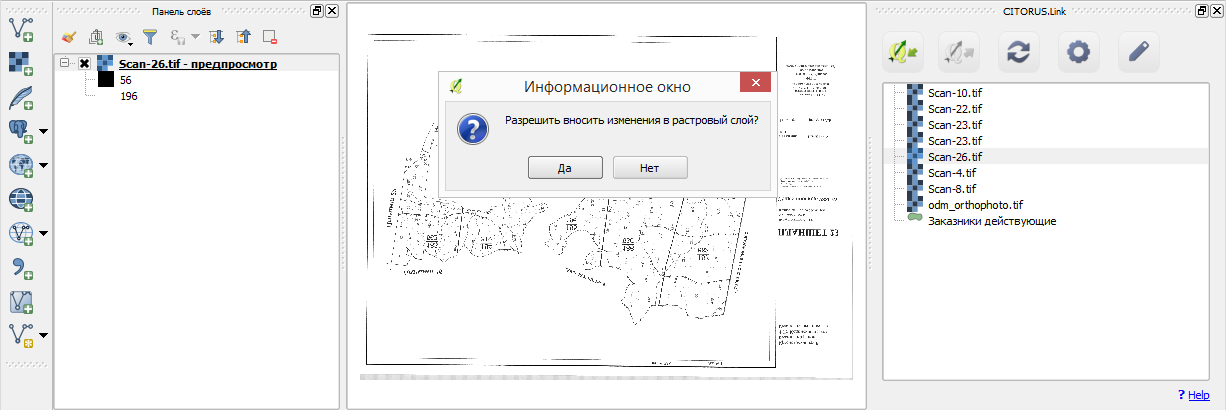 Панель слоёв
CITORUS.Link
Scan-26.tif - предпросмотр
56
196
Информационное окно
Разрешить вносить изменения в растровый слой?
Да
Нет
ПЛАНШЕТ 23
Scan-10.tif
Scan-22.tif
Scan-23.tif
Scan-23.tif
Scan-26.tif
Scan-4.tif
Scan-8.tif
odm_orthophoto.tif
Заказники действующие
? Help